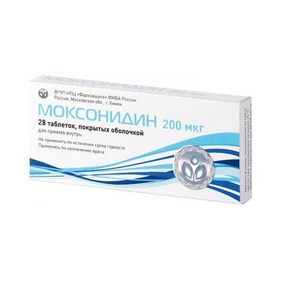 ФГУП НПЦ «Фармзащита» ФМБА России
Россия, Московская обл., г. Химки
МОКСОНИДИН 200 мкг
28 таблеток, покрытых оболочкой
для приема внутрь
Не применять по истечении срока годности
Применять по назначению врача